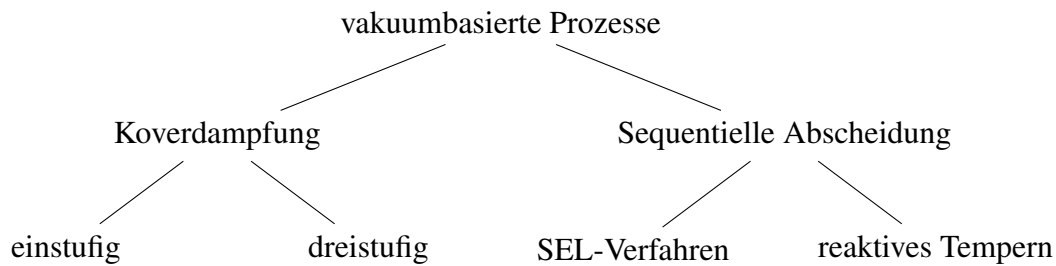 vakuumbasierte Prozesse
Koverdampfung
Sequentielle Abscheidung
einstufig
dreistufig
SEL-Verfahren
reaktives Tempern